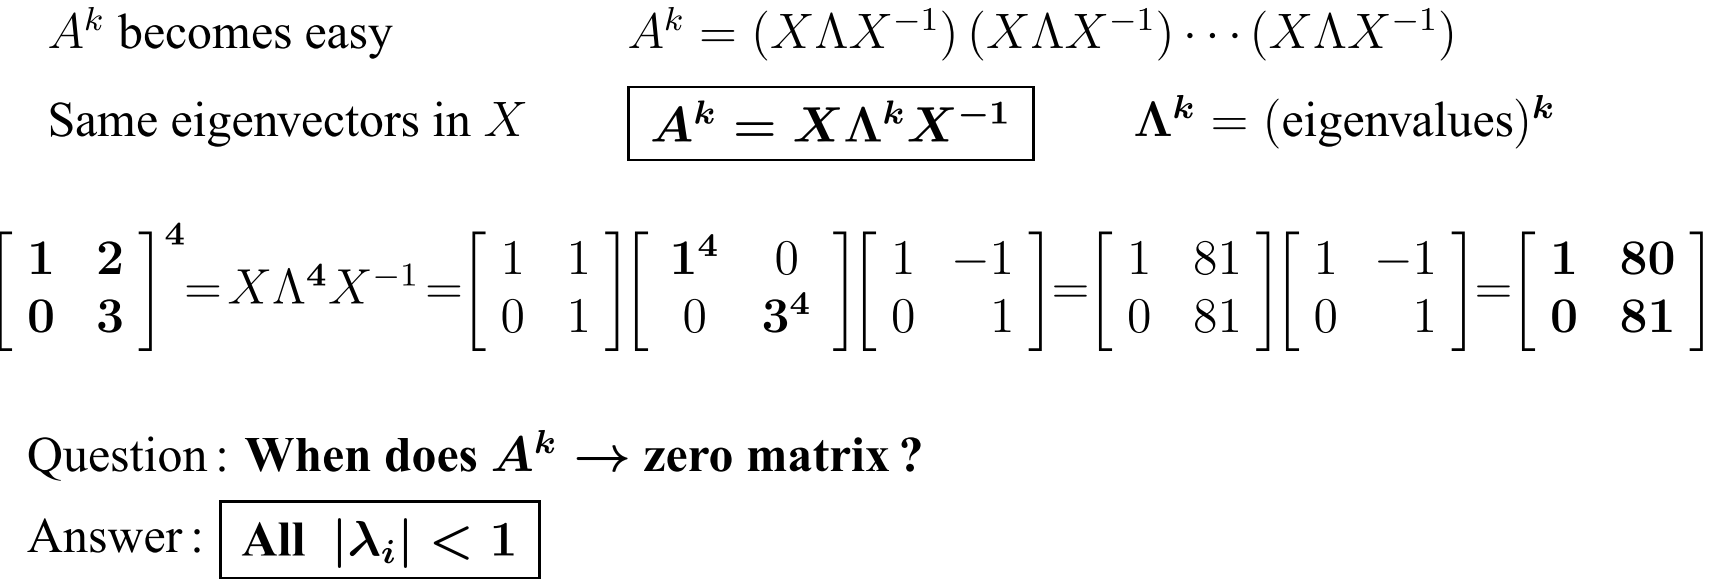 A^k becomes easy A^k = (XΛX^{-1}) (XΛX^{-1}) ··· (XΛX^{-1})
Same eigenvectors in X A^k = XΛ^kX^{-1} Λ^k = (eigenvalues)^k
[1 2; 0 3]^4 = XΛ^4X^{-1} = [1 1; 0 1] [1^4 0; 0 3^4] [1 −1; 0 1] = [1 81; 0 81] [1 −1; 0 1] = [1 80; 0 81]
Question: When does A^k → zero matrix?
Answer: All |λ_i| < 1